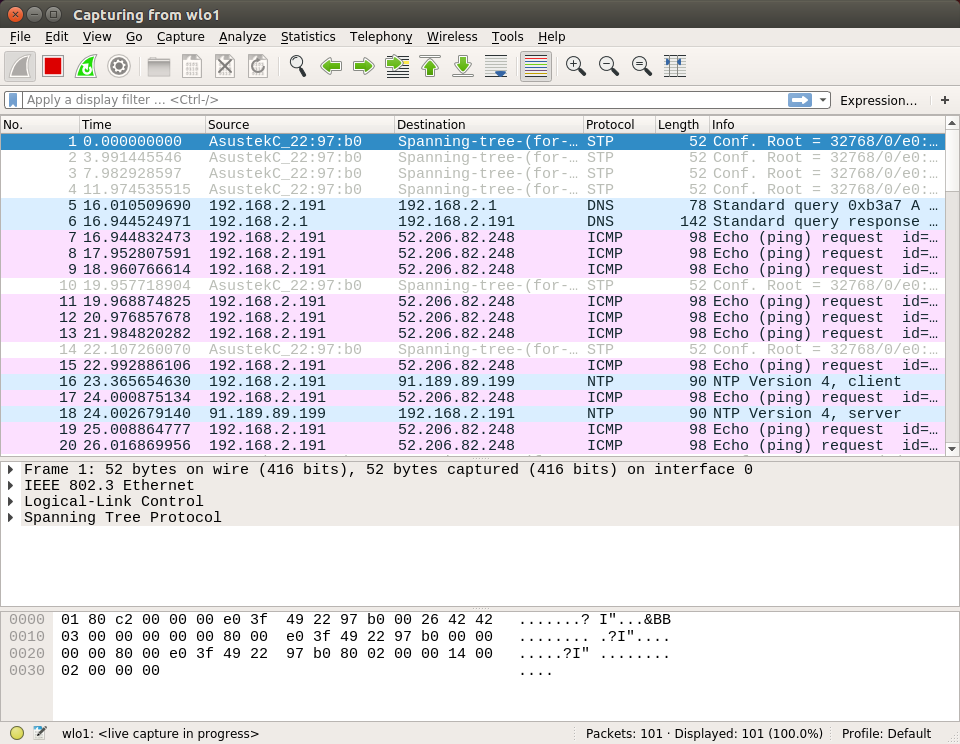 Capturing from wlo1
File Edit View Go Capture Analyze Statistics Telephony Wireless Tools Help
Apply a display filter ... <Ctrl-/> Expression... +
No. Time Source Destination Protocol Length Info
1 0.000000000 AsustekC_22:97:b0 Spanning-tree-(for-… STP 52 Conf. Root = 32768/0/e0:…
2 3.991445546 AsustekC_22:97:b0 Spanning-tree-(for-… STP 52 Conf. Root = 32768/0/e0:…
3 7.982928597 AsustekC_22:97:b0 Spanning-tree-(for-… STP 52 Conf. Root = 32768/0/e0:…
4 11.974535515 AsustekC_22:97:b0 Spanning-tree-(for-… STP 52 Conf. Root = 32768/0/e0:…
5 16.010509690 192.168.2.191 192.168.2.1 DNS 78 Standard query 0xb3a7 A …
6 16.944524971 192.168.2.1 192.168.2.191 DNS 142 Standard query response …
7 16.944832473 192.168.2.191 52.206.82.248 ICMP 98 Echo (ping) request id=…
8 17.952807591 192.168.2.191 52.206.82.248 ICMP 98 Echo (ping) request id=…
9 18.960766614 192.168.2.191 52.206.82.248 ICMP 98 Echo (ping) request id=…
10 19.957718904 AsustekC_22:97:b0 Spanning-tree-(for-… STP 52 Conf. Root = 32768/0/e0:…
11 19.968874825 192.168.2.191 52.206.82.248 ICMP 98 Echo (ping) request id=…
12 20.976857678 192.168.2.191 52.206.82.248 ICMP 98 Echo (ping) request id=…
13 21.984820282 192.168.2.191 52.206.82.248 ICMP 98 Echo (ping) request id=…
14 22.107260070 AsustekC_22:97:b0 Spanning-tree-(for-… STP 52 Conf. Root = 32768/0/e0:…
15 22.992886106 192.168.2.191 52.206.82.248 ICMP 98 Echo (ping) request id=…
16 23.365654630 192.168.2.191 91.189.89.199 NTP 90 NTP Version 4, client
17 24.000875134 192.168.2.191 52.206.82.248 ICMP 98 Echo (ping) request id=…
18 24.002679140 91.189.89.199 192.168.2.191 NTP 90 NTP Version 4, server
19 25.008864777 192.168.2.191 52.206.82.248 ICMP 98 Echo (ping) request id=…
20 26.016869956 192.168.2.191 52.206.82.248 ICMP 98 Echo (ping) request id=…
Frame 1: 52 bytes on wire (416 bits), 52 bytes captured (416 bits) on interface 0
IEEE 802.3 Ethernet
Logical-Link Control
Spanning Tree Protocol
0000 01 80 c2 00 00 00 e0 3f 49 22 97 b0 00 26 42 42 .......? I"...&BB
0010 03 00 00 00 00 00 80 00 e0 3f 49 22 97 b0 00 00 ........ .?I"....
0020 00 00 80 00 e0 3f 49 22 97 b0 80 02 00 00 14 00 .....?I" ........
0030 02 00 00 00 ....
wlo1: <live capture in progress> Packets: 101 · Displayed: 101 (100.0%) Profile: Default